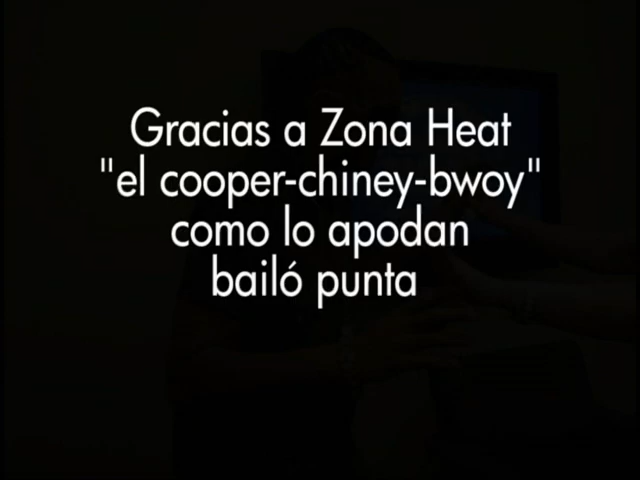 Gracias a Zona Heat
"el cooper-chiney-bwoy"
como lo apodan
bailó punta